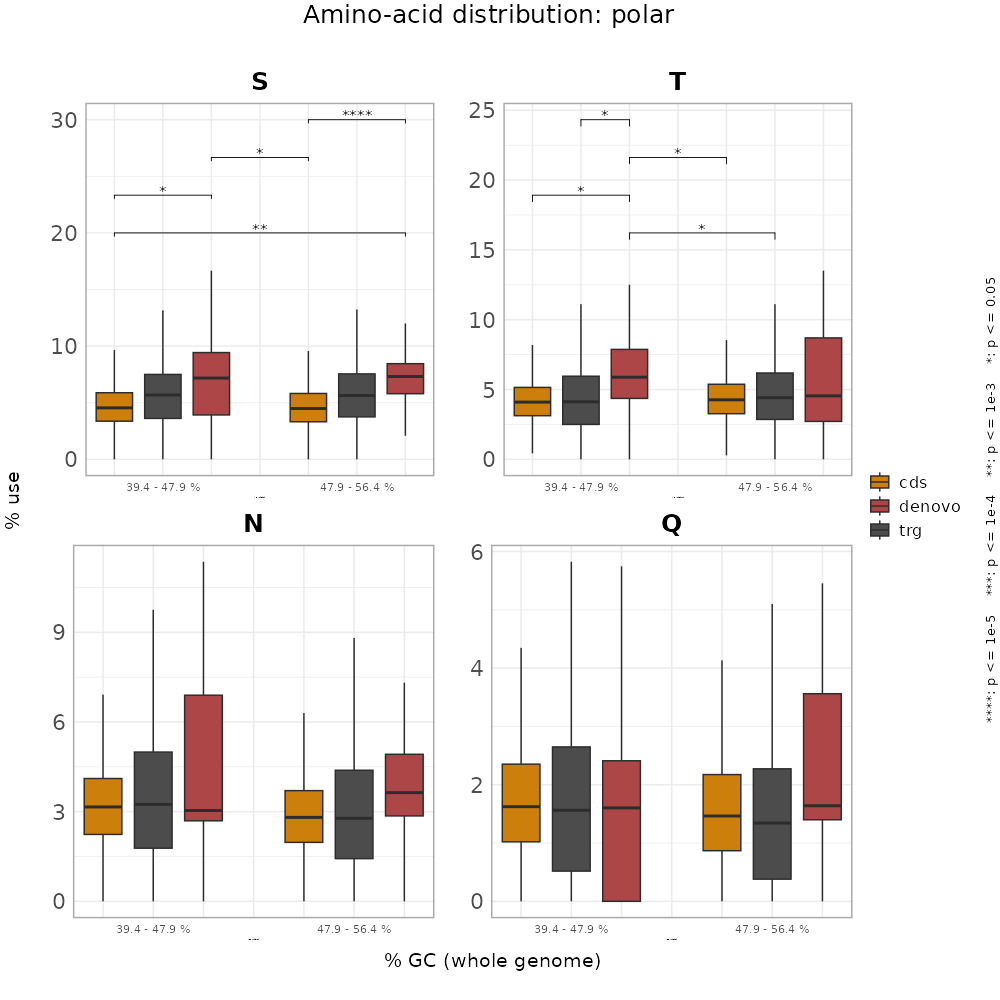 Amino-acid distribution: polar
S
T
30
20
10
0
****
*
*
**
39.4 - 47.9 %
47.9 - 56.4 %
25
20
15
10
5
0
*
*
*
*
39.4 - 47.9 %
47.9 - 56.4 %
N
Q
9
6
3
0
39.4 - 47.9 %
47.9 - 56.4 %
6
4
2
0
39.4 - 47.9 %
47.9 - 56.4 %
% use
% GC (whole genome)
cds
denovo
trg
****: p <= 1e-5 ***: p <= 1e-4 **: p <= 1e-3 *: p <= 0.05